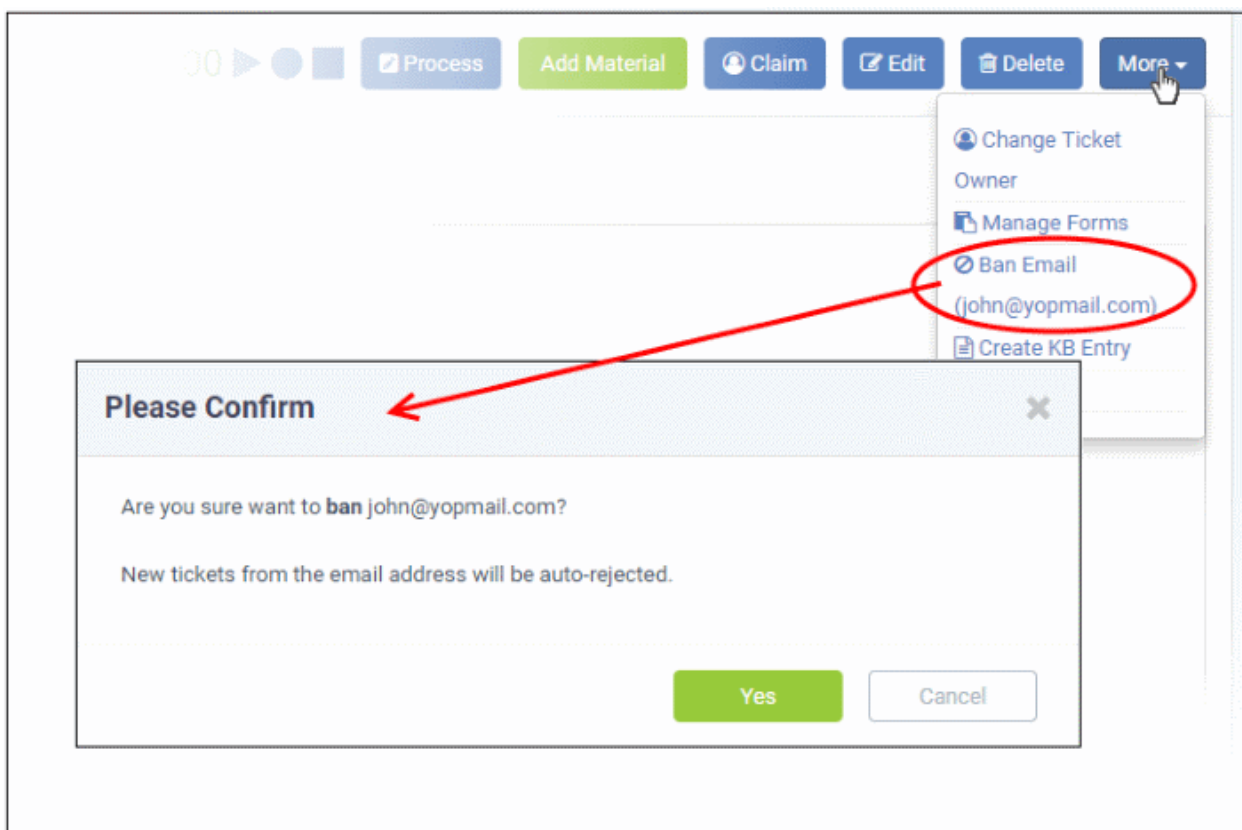 00 Process Add Material Claim Edit Delete More
Change Ticket
Owner
Manage Forms
Ban Email
(john@yopmail.com)
Create KB Entry
Please Confirm
Are you sure want to ban john@yopmail.com?
New tickets from the email address will be auto-rejected.
Yes Cancel